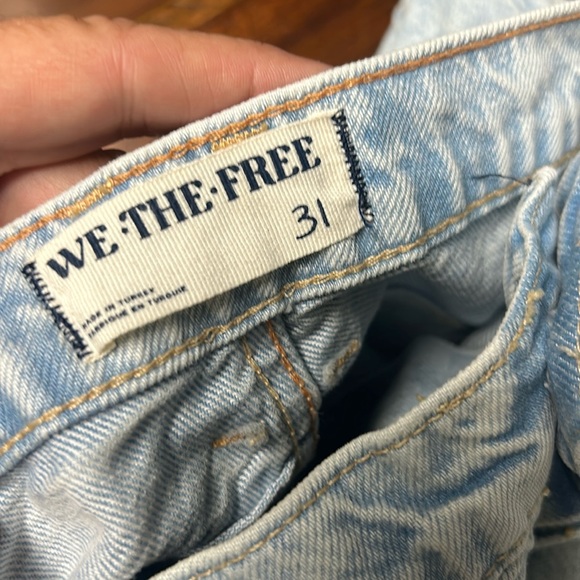 WE·THE·FREE
31
MADE IN TURKEY
FABRIQUÉ EN TURQUIE